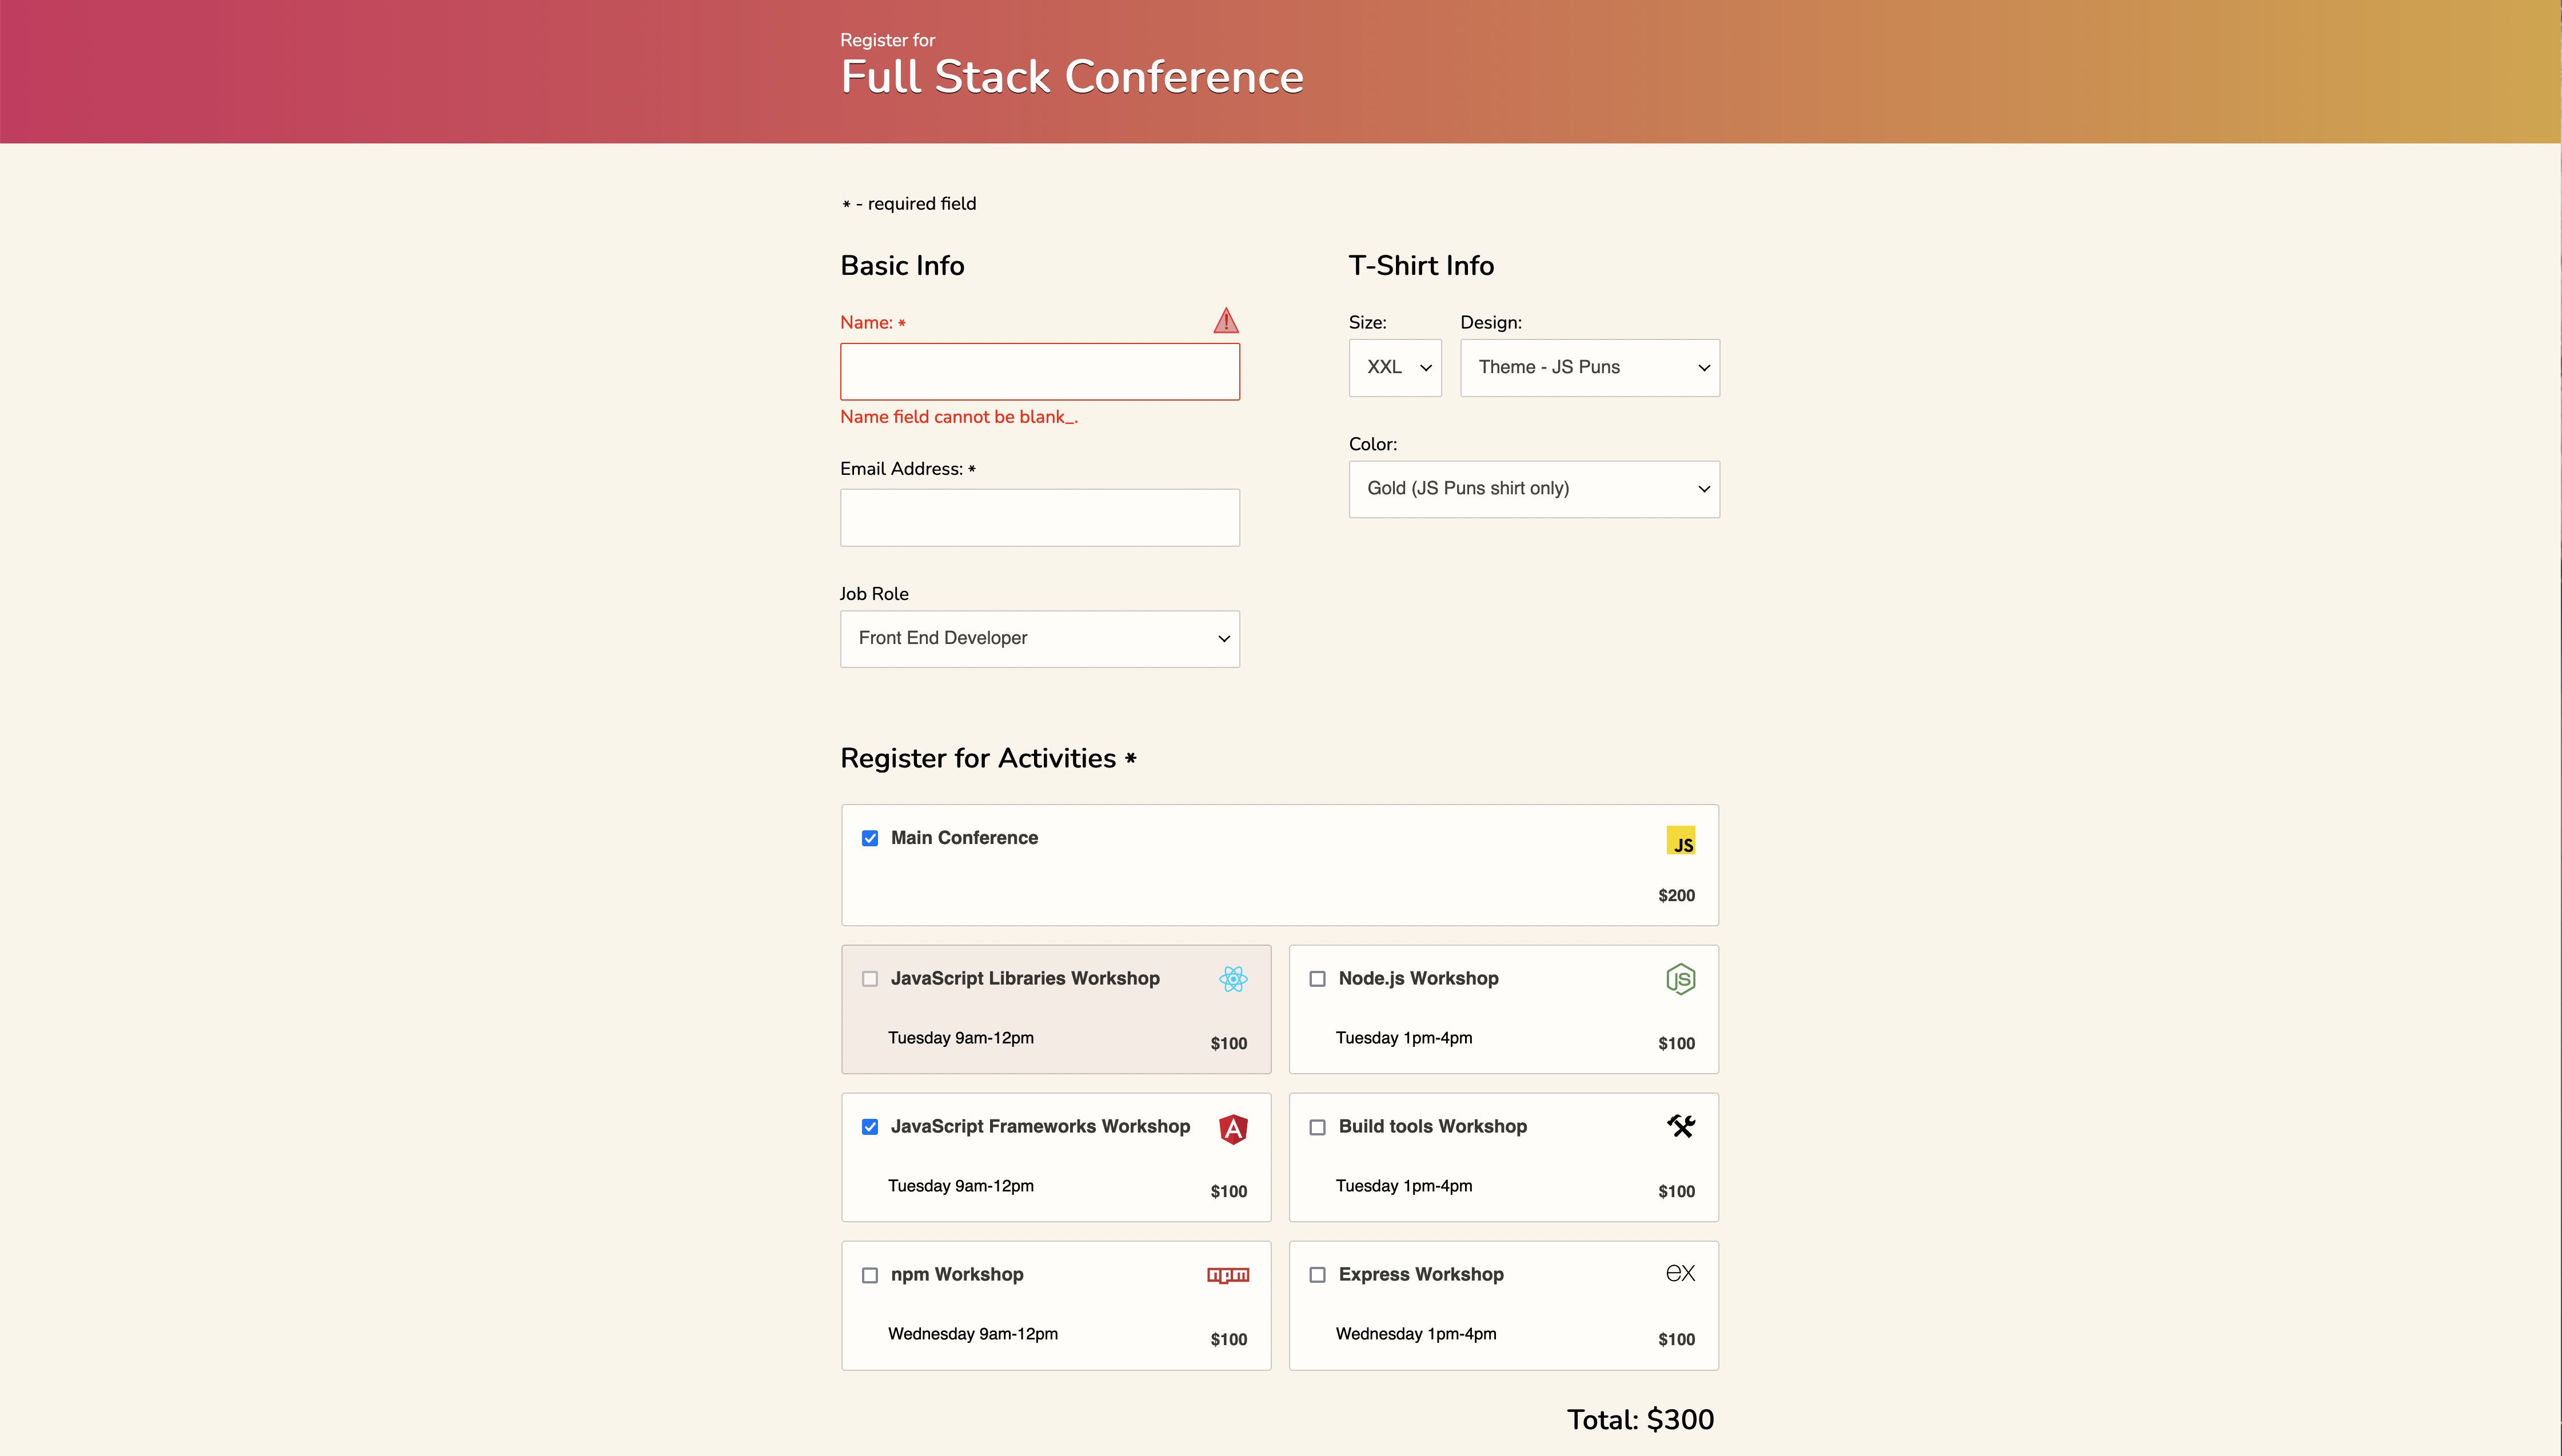 Register for
Full Stack Conference
* - required field
Basic Info
Name: *
Name field cannot be blank_.
Email Address: *
Job Role
Front End Developer
T-Shirt Info
Size:
Design:
XXL
Theme - JS Puns
Color:
Gold (JS Puns shirt only)
Register for Activities *
Main Conference
JS
$200
JavaScript Libraries Workshop
Tuesday 9am-12pm
$100
Node.js Workshop
JS
Tuesday 1pm-4pm
$100
JavaScript Frameworks Workshop
A
Tuesday 9am-12pm
$100
Build tools Workshop
Tuesday 1pm-4pm
$100
npm Workshop
npm
Wednesday 9am-12pm
$100
Express Workshop
ex
Wednesday 1pm-4pm
$100
Total: $300